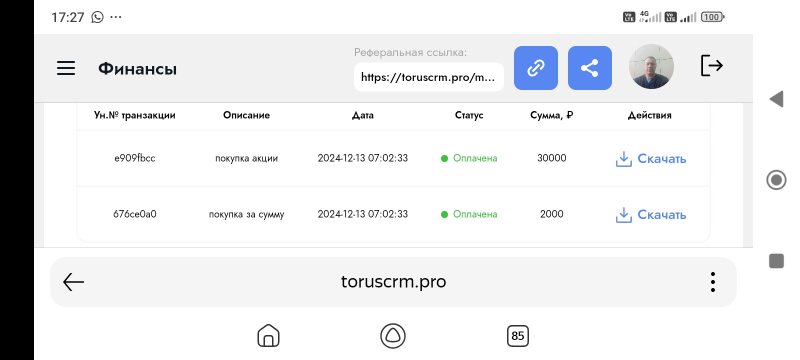 17:27
4G
100
Реферальная ссылка:
Финансы
https://toruscrm.pro/m...
Ун.№ транзакции Описание Дата Статус Сумма, ₽ Действия
e909fbcc покупка акции 2024-12-13 07:02:33 Оплачена 30000 Скачать
676ce0a0 покупка за сумму 2024-12-13 07:02:33 Оплачена 2000 Скачать
toruscrm.pro
85